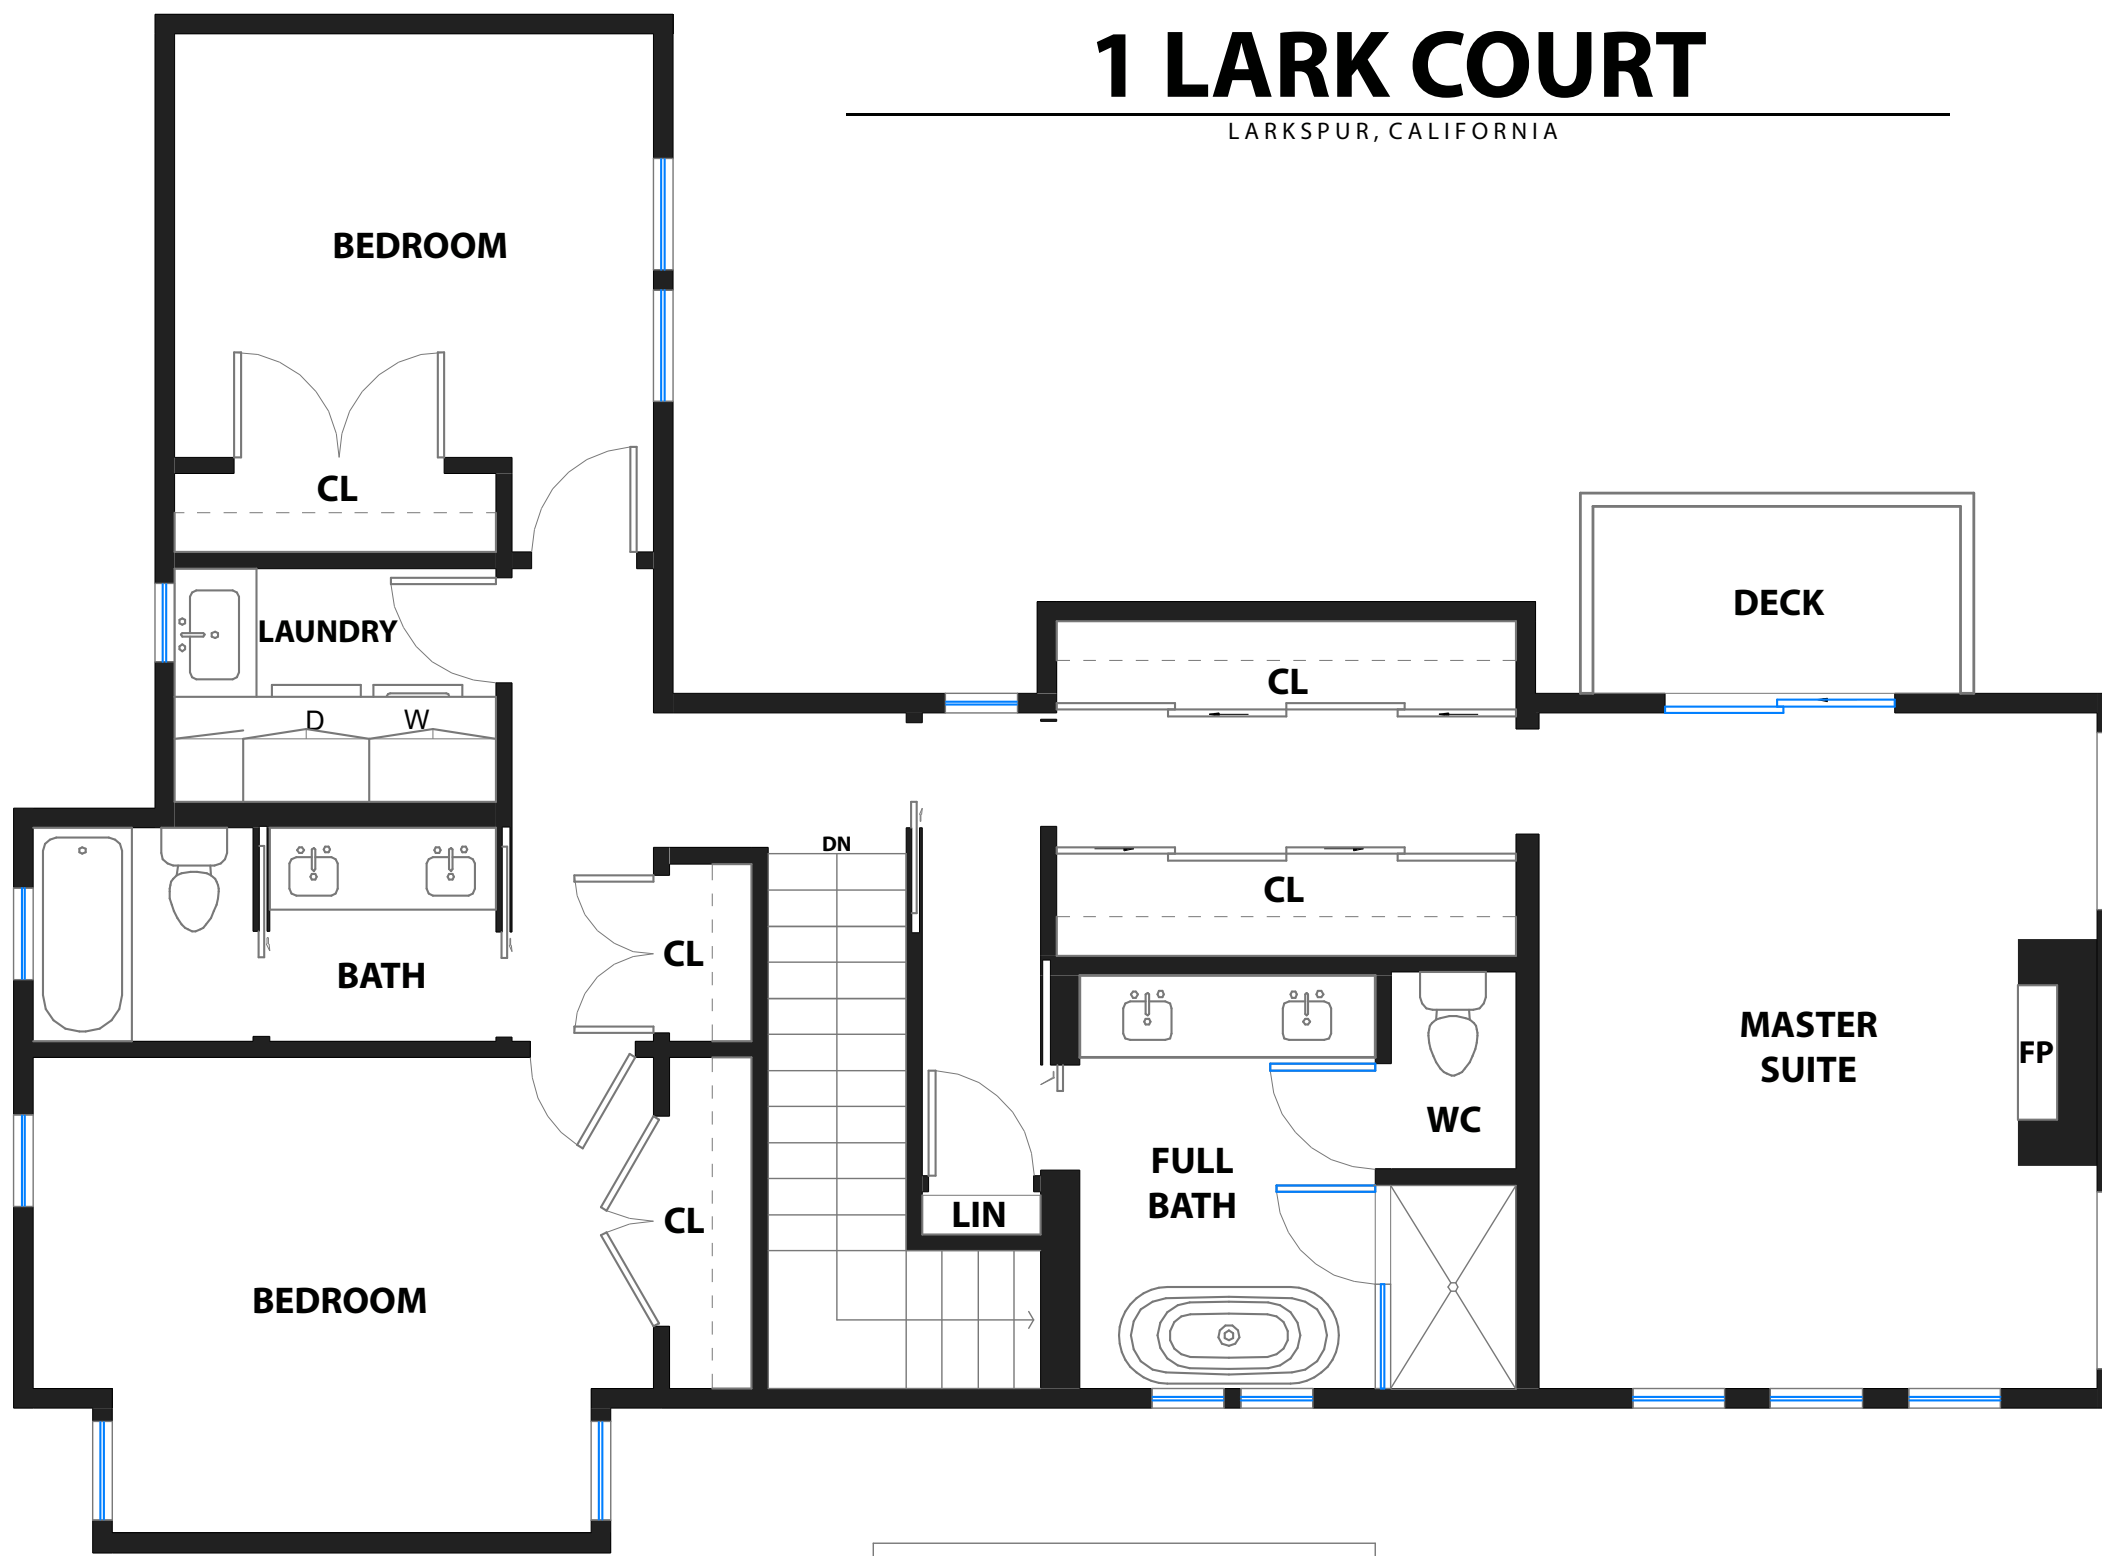 1 LARK COURT
LARKSPUR, CALIFORNIA
BEDROOM
CL
LAUNDRY
D
W
DECK
CL
DN
CL
BATH
CL
MASTER
SUITE
FP
WC
FULL
BATH
LIN
CL
BEDROOM